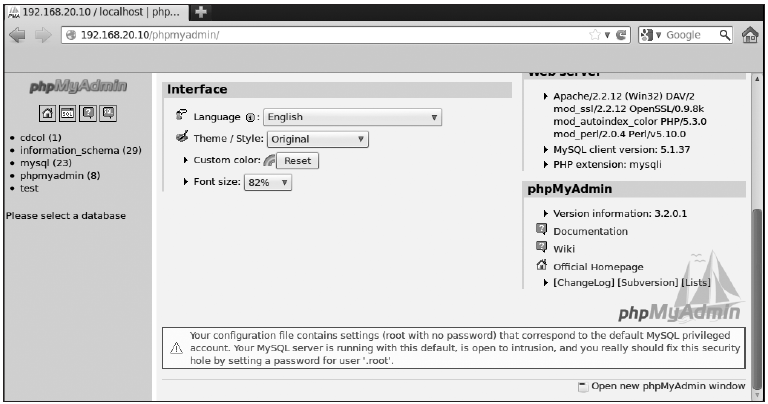 192.168.20.10 / localhost | php...
192.168.20.10/phpmyadmin/
Google
phpMyAdmin
cdcol (1)
information_schema (29)
mysql (23)
phpmyadmin (8)
test
Please select a database
Interface
Language : English
Theme / Style: Original
Custom color: Reset
Font size: 82%
Web server
Apache/2.2.12 (Win32) DAV/2
mod_ssl/2.2.12 OpenSSL/0.9.8k
mod_autoindex_color PHP/5.3.0
mod_perl/2.0.4 Perl/v5.10.0
MySQL client version: 5.1.37
PHP extension: mysqli
phpMyAdmin
Version information: 3.2.0.1
Documentation
Wiki
Official Homepage
[ChangeLog] [Subversion] [Lists]
phpMyAdmin
Your configuration file contains settings (root with no password) that correspond to the default MySQL privileged
account. Your MySQL server is running with this default, is open to intrusion, and you really should fix this security
hole by setting a password for user '.root'.
Open new phpMyAdmin window